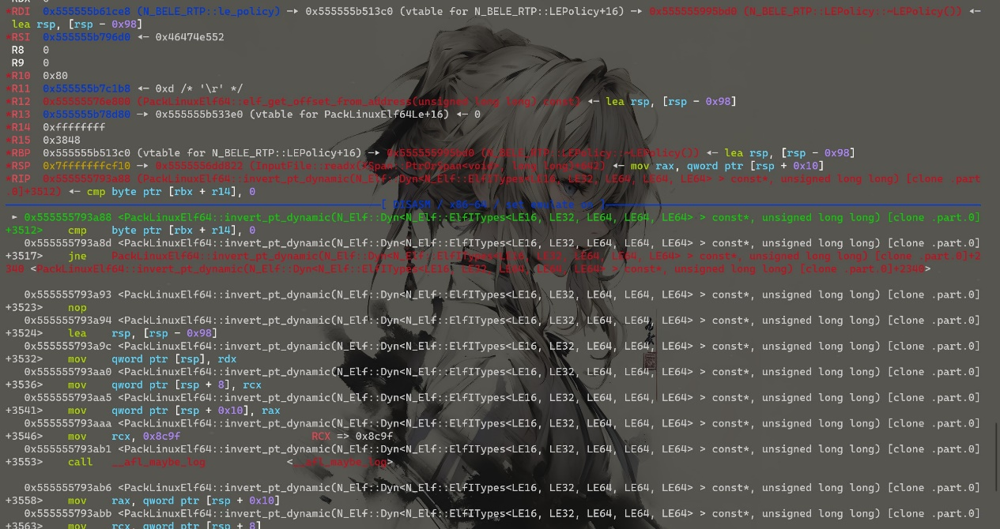 *RDI  0x555555b61ce8 (N_BELE_RTP::le_policy) —▸ 0x555555b513c0 (vtable for N_BELE_RTP::LEPolicy+16) —▸ 0x555555995bd0 (N_BELE_RTP::LEPolicy::~LEPolicy()) ◂—
lea rsp, [rsp - 0x98]
*RSI  0x555555b796d0 ◂— 0x46474e552
R8   0
R9   0
*R10  0x80
*R11  0x555555b7c1b8 ◂— 0xd /* '\r' */
*R12  0x55555576e880 (PackLinuxElf64::elf_get_offset_from_address(unsigned long long) const) ◂— lea rsp, [rsp - 0x98]
*R13  0x555555b78d80 —▸ 0x555555b533e0 (vtable for PackLinuxElf64Le+16) ◂— 0
*R14  0xffffffff
*R15  0x3848
*RBP  0x555555b513c0 (vtable for N_BELE_RTP::LEPolicy+16) —▸ 0x555555995bd0 (N_BELE_RTP::LEPolicy::~LEPolicy()) ◂— lea rsp, [rsp - 0x98]
*RSP  0x7fffffffcf10 —▸ 0x5555556dd822 (InputFile::readx( ◂— mov rax, qword ptr [rsp + 0x10]
*RIP  0x555555793a88 (PackLinuxElf64::invert_pt_dynamic(N_Elf::Dyn<N_Elf::ElfITypes<LE16, LE32, LE64, LE64, LE64> > const*, unsigned long long) [clone .part
.0]+3512) ◂— cmp byte ptr [rbx + r14], 0
[ DISASM / x86-64 / set emulate on ]
► 0x555555793a88 <PackLinuxElf64::invert_pt_dynamic(N_Elf::Dyn<N_Elf::ElfITypes<LE16, LE32, LE64, LE64, LE64> > const*, unsigned long long) [clone .part.0]
+3512>    cmp    byte ptr [rbx + r14], 0
0x555555793a8d <PackLinuxElf64::invert_pt_dynamic(N_Elf::Dyn<N_Elf::ElfITypes<LE16, LE32, LE64, LE64, LE64> > const*, unsigned long long) [clone .part.0]
+3517>    jne    PackLinuxElf64::invert_pt_dynamic(N_Elf::Dyn<N_Elf::ElfITypes<LE16, LE32, LE64, LE64, LE64> > const*, unsigned long long) [clone .part.0]+2
340 <PackLinuxElf64::invert_pt_dynamic(N_Elf::Dyn<N_Elf::ElfITypes<LE16, LE32, LE64, LE64, LE64> > const*, unsigned long long) [clone .part.0]+2340>
0x555555793a93 <PackLinuxElf64::invert_pt_dynamic(N_Elf::Dyn<N_Elf::ElfITypes<LE16, LE32, LE64, LE64, LE64> > const*, unsigned long long) [clone .part.0]
+3523>    nop
0x555555793a94 <PackLinuxElf64::invert_pt_dynamic(N_Elf::Dyn<N_Elf::ElfITypes<LE16, LE32, LE64, LE64, LE64> > const*, unsigned long long) [clone .part.0]
+3524>    lea    rsp, [rsp - 0x98]
0x555555793a9c <PackLinuxElf64::invert_pt_dynamic(N_Elf::Dyn<N_Elf::ElfITypes<LE16, LE32, LE64, LE64, LE64> > const*, unsigned long long) [clone .part.0]
+3532>    mov    qword ptr [rsp], rdx
0x555555793aa0 <PackLinuxElf64::invert_pt_dynamic(N_Elf::Dyn<N_Elf::ElfITypes<LE16, LE32, LE64, LE64, LE64> > const*, unsigned long long) [clone .part.0]
+3536>    mov    qword ptr [rsp + 8], rcx
0x555555793aa5 <PackLinuxElf64::invert_pt_dynamic(N_Elf::Dyn<N_Elf::ElfITypes<LE16, LE32, LE64, LE64, LE64> > const*, unsigned long long) [clone .part.0]
+3541>    mov    qword ptr [rsp + 0x10], rax
0x555555793aaa <PackLinuxElf64::invert_pt_dynamic(N_Elf::Dyn<N_Elf::ElfITypes<LE16, LE32, LE64, LE64, LE64> > const*, unsigned long long) [clone .part.0]
+3546>    mov    rcx, 0x8c9f    RCX => 0x8c9f
0x555555793ab1 <PackLinuxElf64::invert_pt_dynamic(N_Elf::Dyn<N_Elf::ElfITypes<LE16, LE32, LE64, LE64, LE64> > const*, unsigned long long) [clone .part.0]
+3553>    call   __afl_maybe_log    <__afl_maybe_log>
0x555555793ab6 <PackLinuxElf64::invert_pt_dynamic(N_Elf::Dyn<N_Elf::ElfITypes<LE16, LE32, LE64, LE64, LE64> > const*, unsigned long long) [clone .part.0]
+3558>    mov    rax, qword ptr [rsp + 0x10]
0x555555793abb <PackLinuxElf64::invert_pt_dynamic(N_Elf::Dyn<N_Elf::ElfITypes<LE16, LE32, LE64, LE64, LE64> > const*, unsigned long long) [clone .part.0]
+3563>    mov    rcx, qword ptr [rsp + 8]